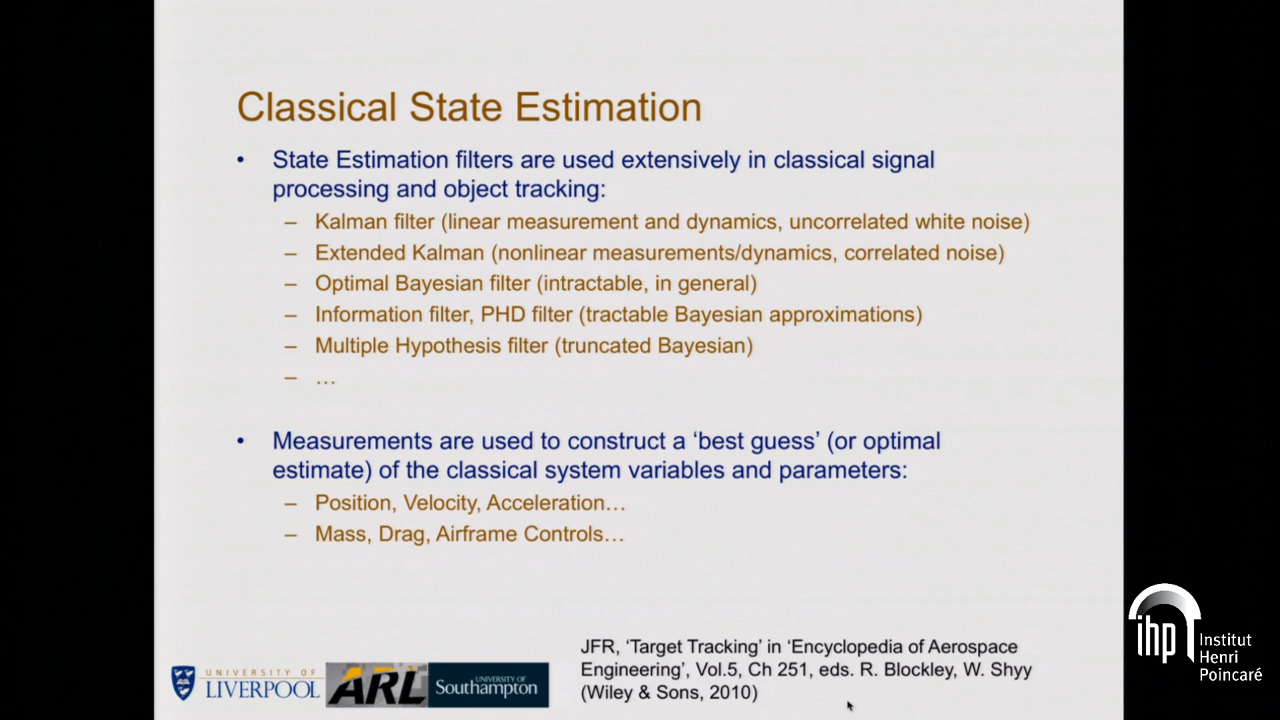 Classical State Estimation
• State Estimation filters are used extensively in classical signal
processing and object tracking:
– Kalman filter (linear measurement and dynamics, uncorrelated white noise)
– Extended Kalman (nonlinear measurements/dynamics, correlated noise)
– Optimal Bayesian filter (intractable, in general)
– Information filter, PHD filter (tractable Bayesian approximations)
– Multiple Hypothesis filter (truncated Bayesian)
– …
• Measurements are used to construct a ‘best guess’ (or optimal
estimate) of the classical system variables and parameters:
– Position, Velocity, Acceleration…
– Mass, Drag, Airframe Controls…
JFR, ‘Target Tracking’ in ‘Encyclopedia of Aerospace
Engineering’, Vol.5, Ch 251, eds. R. Blockley, W. Shyy
(Wiley & Sons, 2010)
UNIVERSITY OF
LIVERPOOL
ARL
UNIVERSITY OF
Southampton
ihp
Institut
Henri
Poincaré